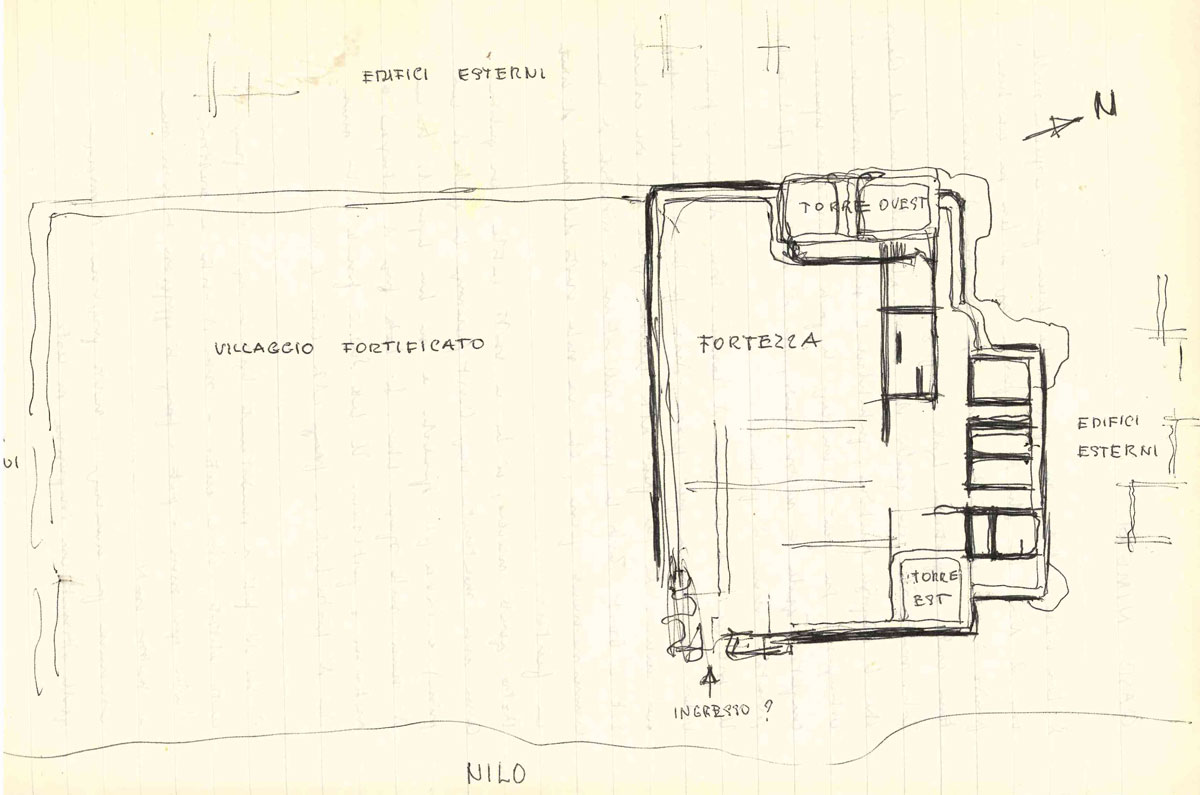 EDIFICI ESTERNI
N
TORRE OVEST
VILLAGGIO FORTIFICATO
FORTEZZA
EDIFICI
ESTERNI
UI
TORRE
EST
INGRESSO ?
NILO